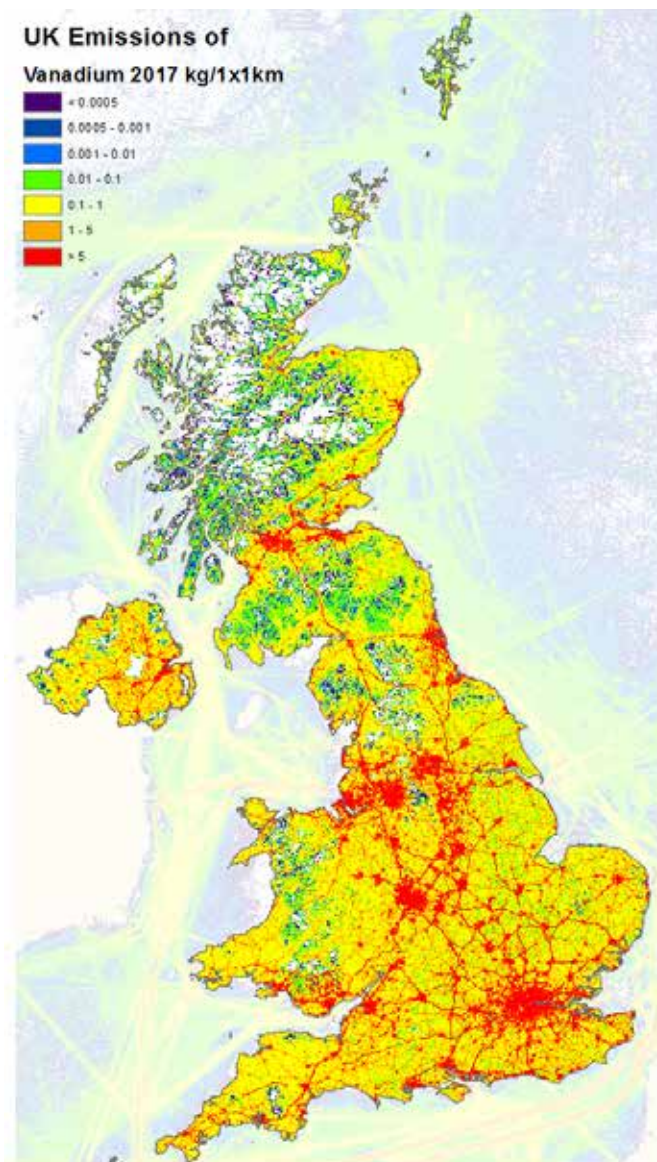 UK Emissions of
Vanadium 2017 kg/1x1km
< 0.0005
0.0005 - 0.001
0.001 - 0.01
0.01 - 0.1
0.1 - 1
1 - 5
> 5